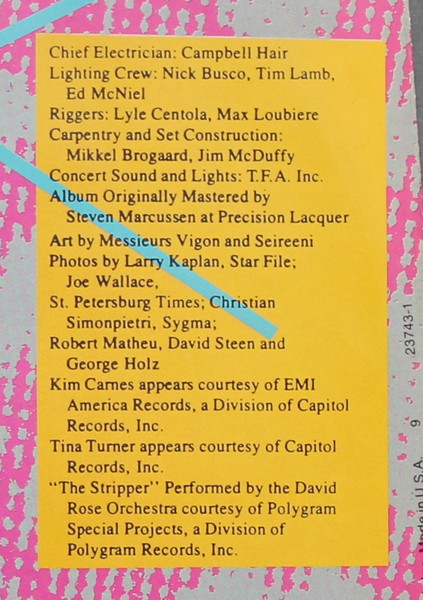 Chief Electrician: Campbell Hair
Lighting Crew: Nick Busco, Tim Lamb,
Ed McNiel
Riggers: Lyle Centola, Max Loubiere
Carpentry and Set Construction:
Mikkel Brogaard, Jim McDuffy
Concert Sound and Lights: T.F.A. Inc.
Album Originally Mastered by
Steven Marcussen at Precision Lacquer
Art by Messieurs Vigon and Seireeni
Photos by Larry Kaplan, Star File;
Joe Wallace,
St. Petersburg Times; Christian
Simonpietri, Sygma;
Robert Matheu, David Steen and
George Holz
Kim Carnes appears courtesy of EMI
America Records, a Division of Capitol
Records, Inc.
Tina Turner appears courtesy of Capitol
Records, Inc.
"The Stripper" Performed by the David
Rose Orchestra courtesy of Polygram
Special Projects, a Division of
Polygram Records, Inc.
23743-1
9
Made in U.S.A.